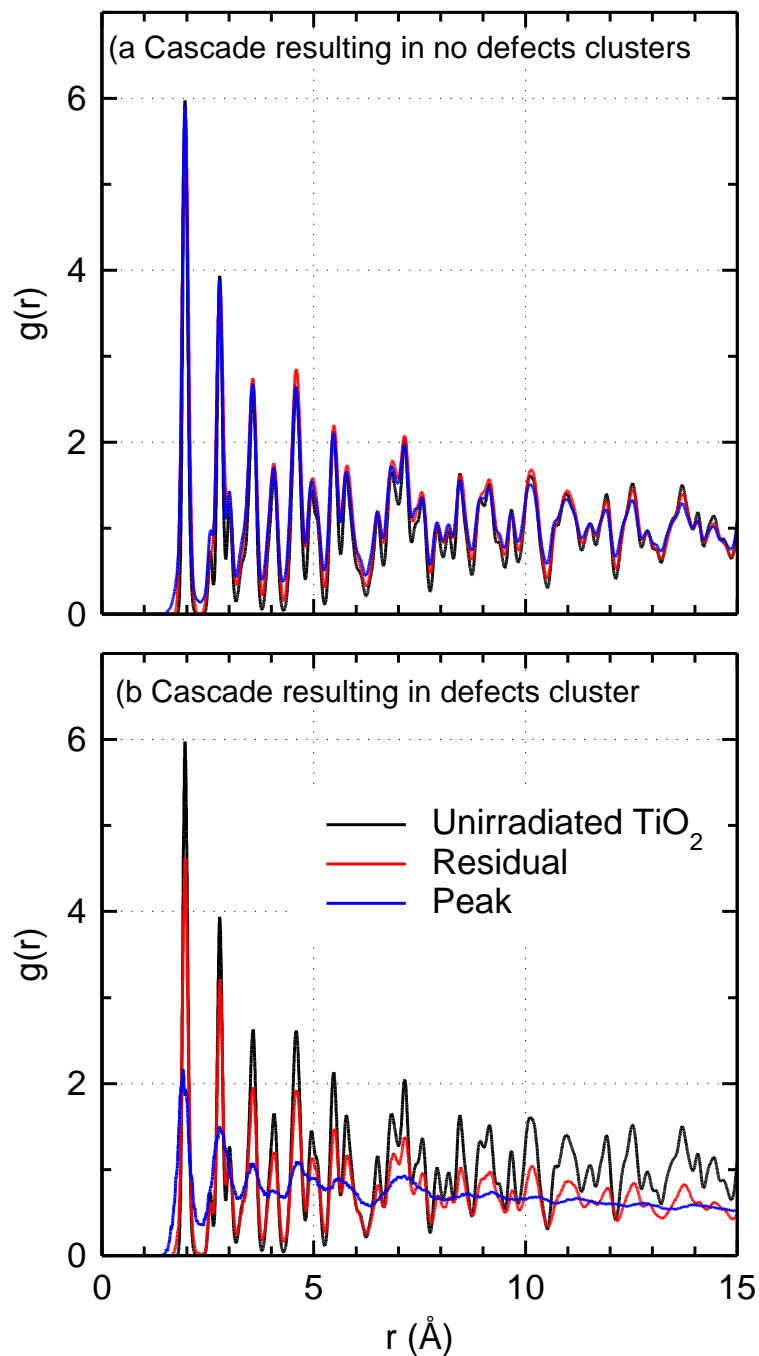 (a Cascade resulting in no defects clusters
6
4
2
0
g(r)
(b Cascade resulting in defects cluster
6
4
2
0
g(r)
Unirradiated TiO₂
Residual
Peak
0 5 10 15
r (Å)